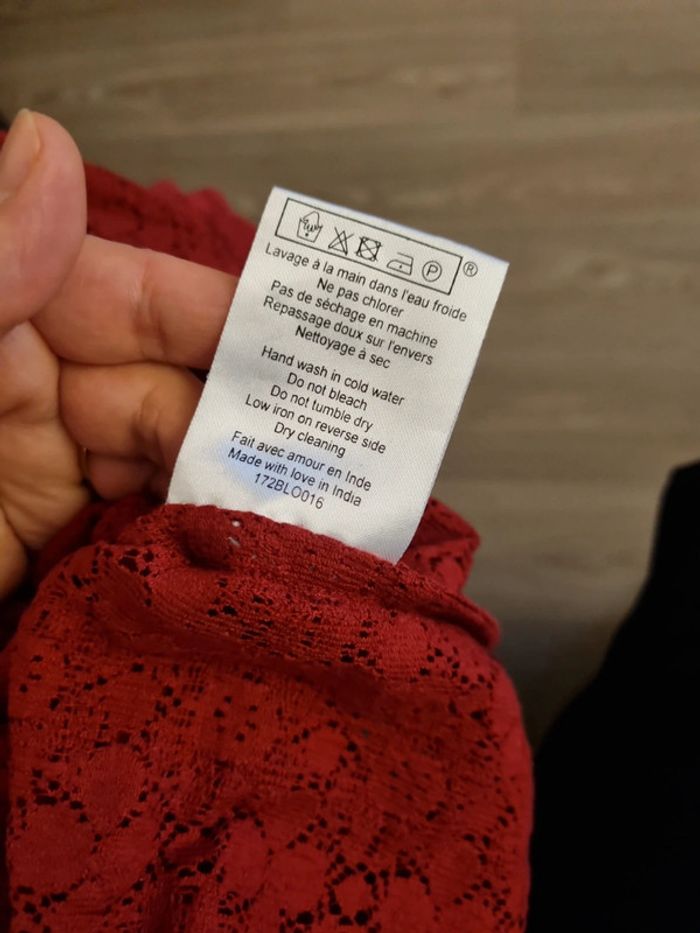 P ®
Lavage à la main dans l'eau froide
Ne pas chlorer
Pas de séchage en machine
Repassage doux sur l'envers
Nettoyage à sec
Hand wash in cold water
Do not bleach
Do not tumble dry
Low iron on reverse side
Dry cleaning
Fait avec amour en Inde
Made with love in India
172BLO016